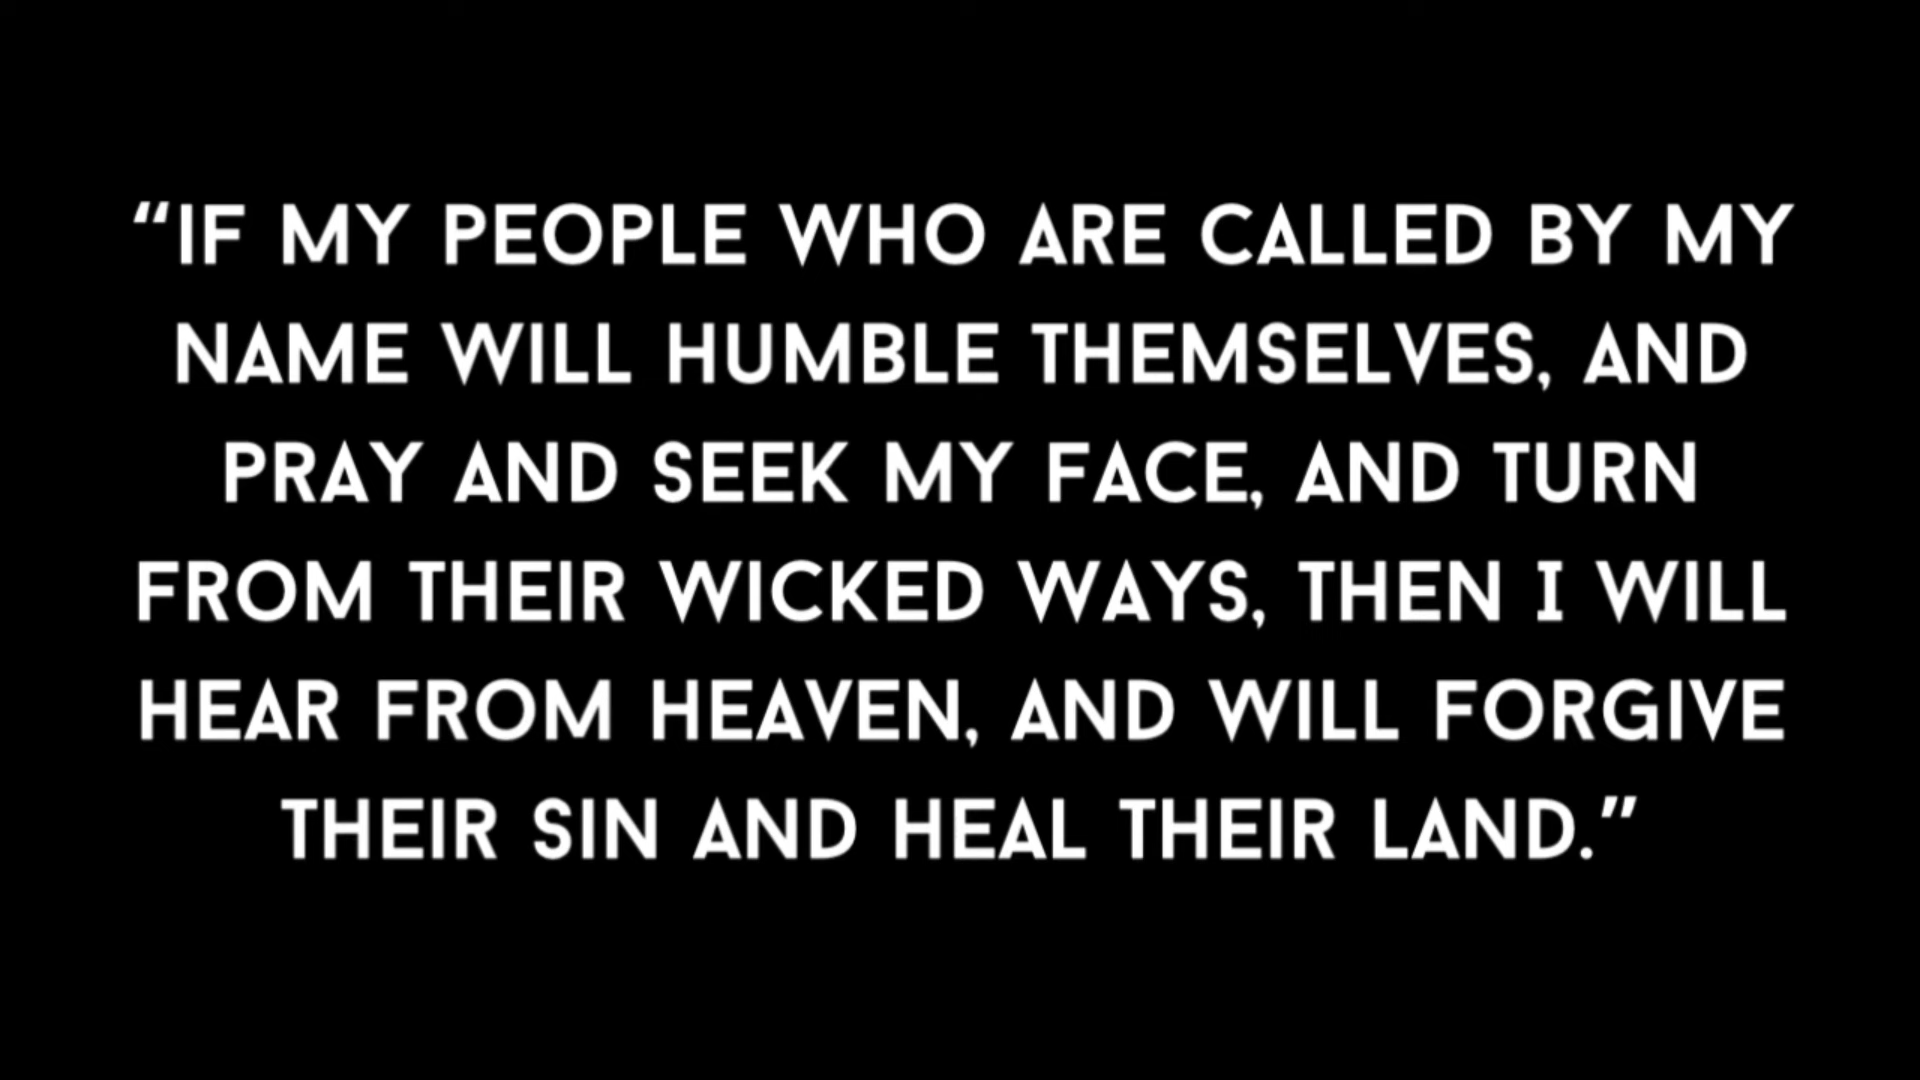 “IF MY PEOPLE WHO ARE CALLED BY MY
NAME WILL HUMBLE THEMSELVES, AND
PRAY AND SEEK MY FACE, AND TURN
FROM THEIR WICKED WAYS, THEN I WILL
HEAR FROM HEAVEN, AND WILL FORGIVE
THEIR SIN AND HEAL THEIR LAND.”